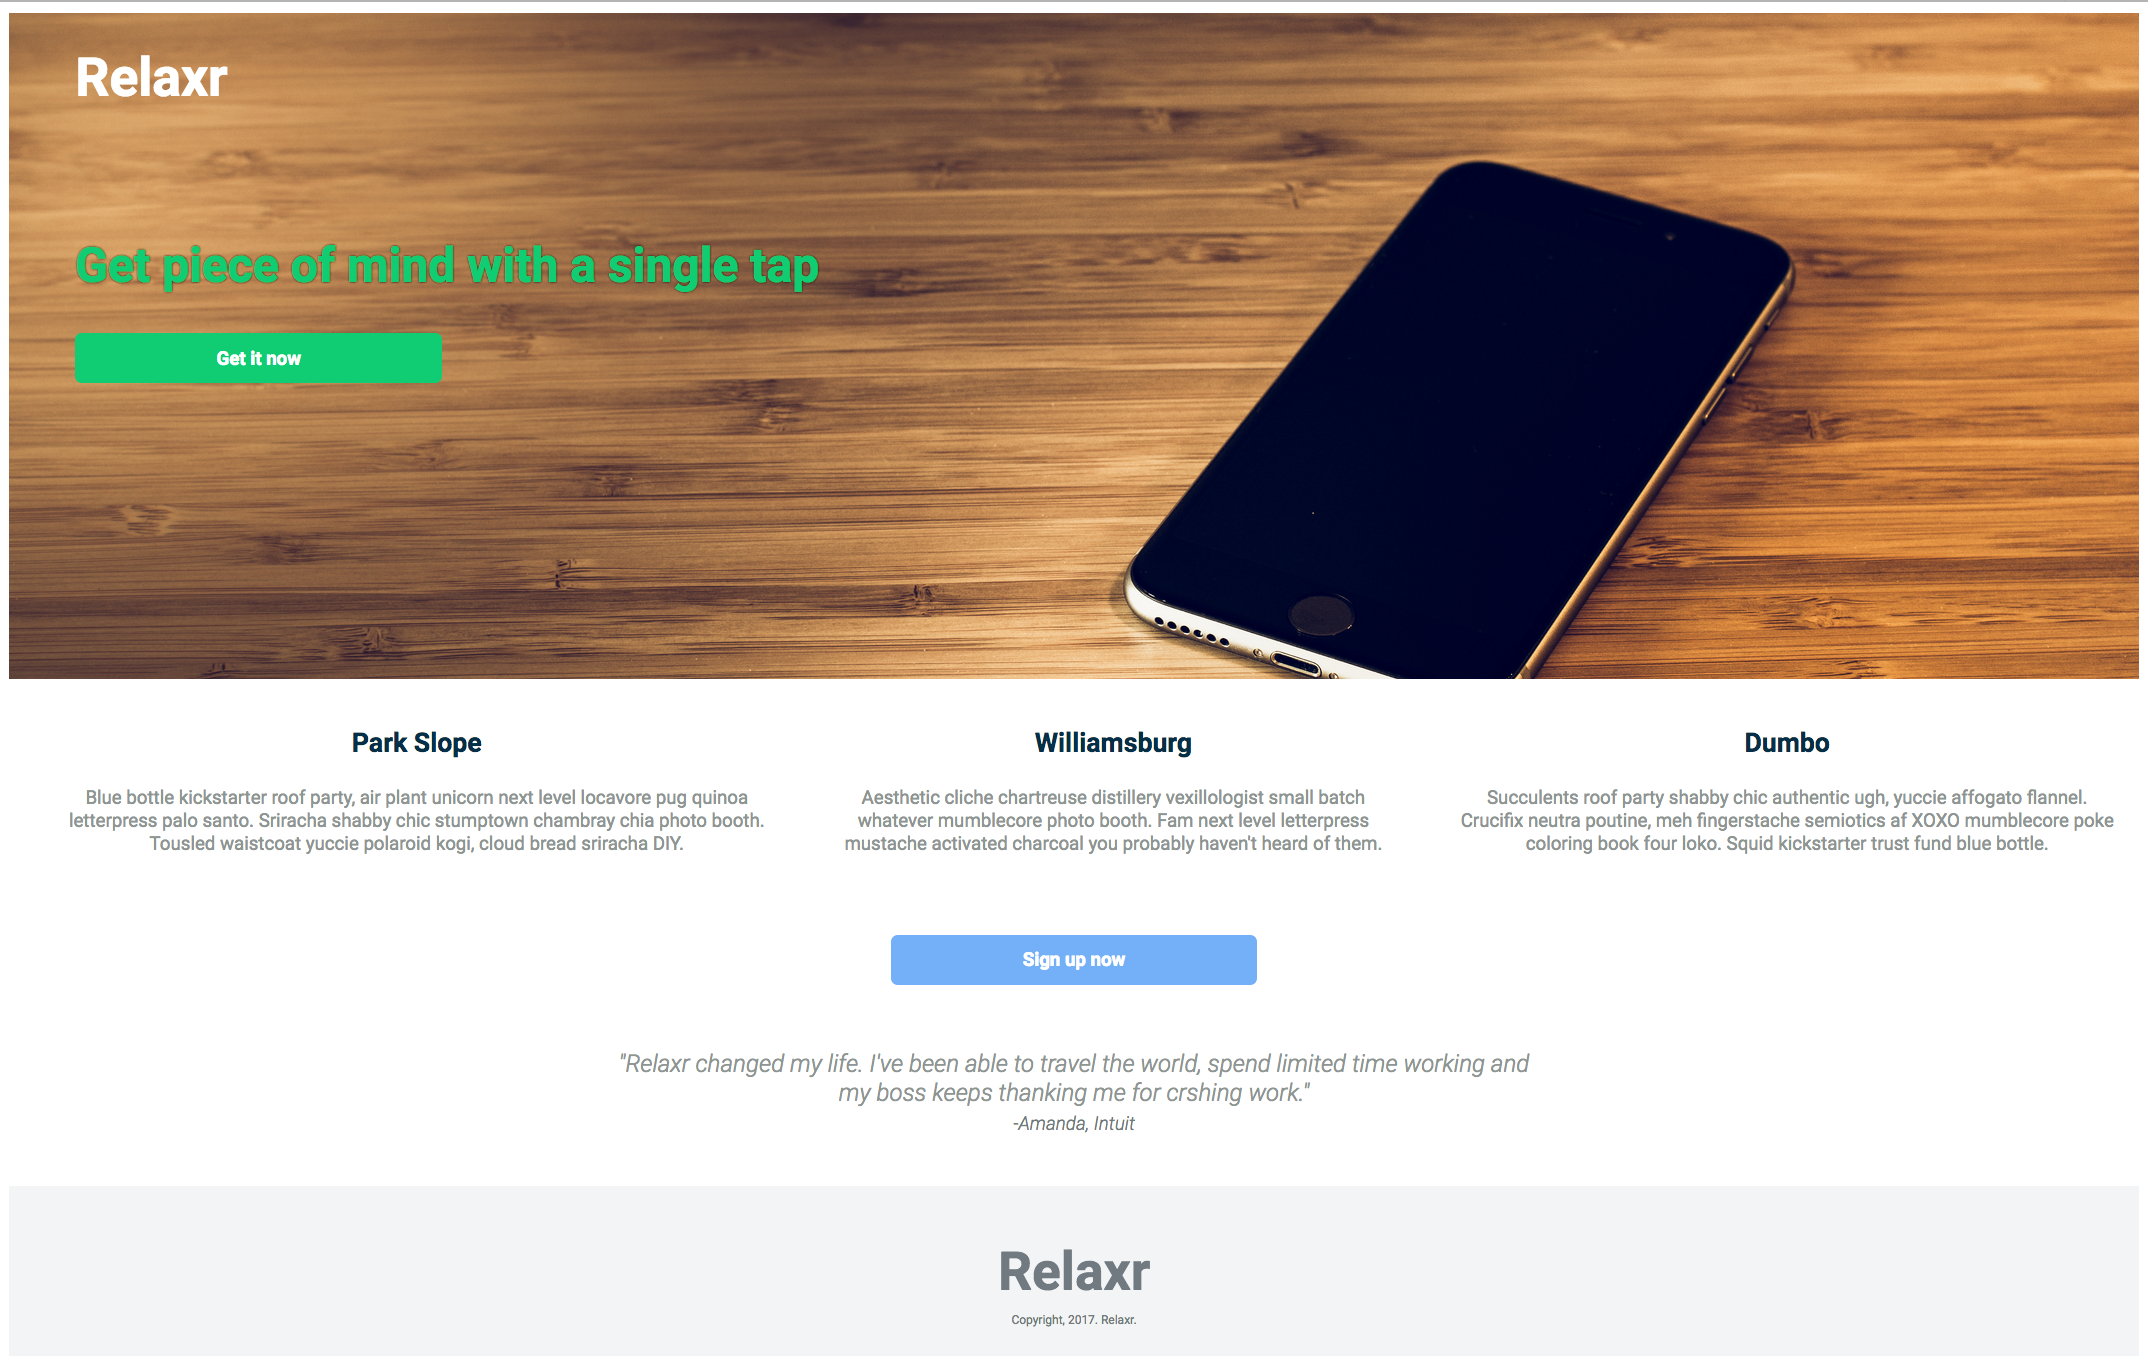 Relaxr
Get piece of mind with a single tap
Get it now
Park Slope
Blue bottle kickstarter roof party, air plant unicorn next level locavore pug quinoa
letterpress palo santo. Sriracha shabby chic stumptown chambray chia photo booth.
Tousled waistcoat yuccie polaroid kogi, cloud bread sriracha DIY.
Williamsburg
Aesthetic cliche chartreuse distillery vexillologist small batch
whatever mumblecore photo booth. Fam next level letterpress
mustache activated charcoal you probably haven't heard of them.
Dumbo
Succulents roof party shabby chic authentic ugh, yuccie affogato flannel.
Crucifix neutra poutine, meh fingerstache semiotics af XOXO mumblecore poke
coloring book four loko. Squid kickstarter trust fund blue bottle.
Sign up now
"Relaxr changed my life. I've been able to travel the world, spend limited time working and
my boss keeps thanking me for crshing work."
-Amanda, Intuit
Relaxr
Copyright, 2017. Relaxr.